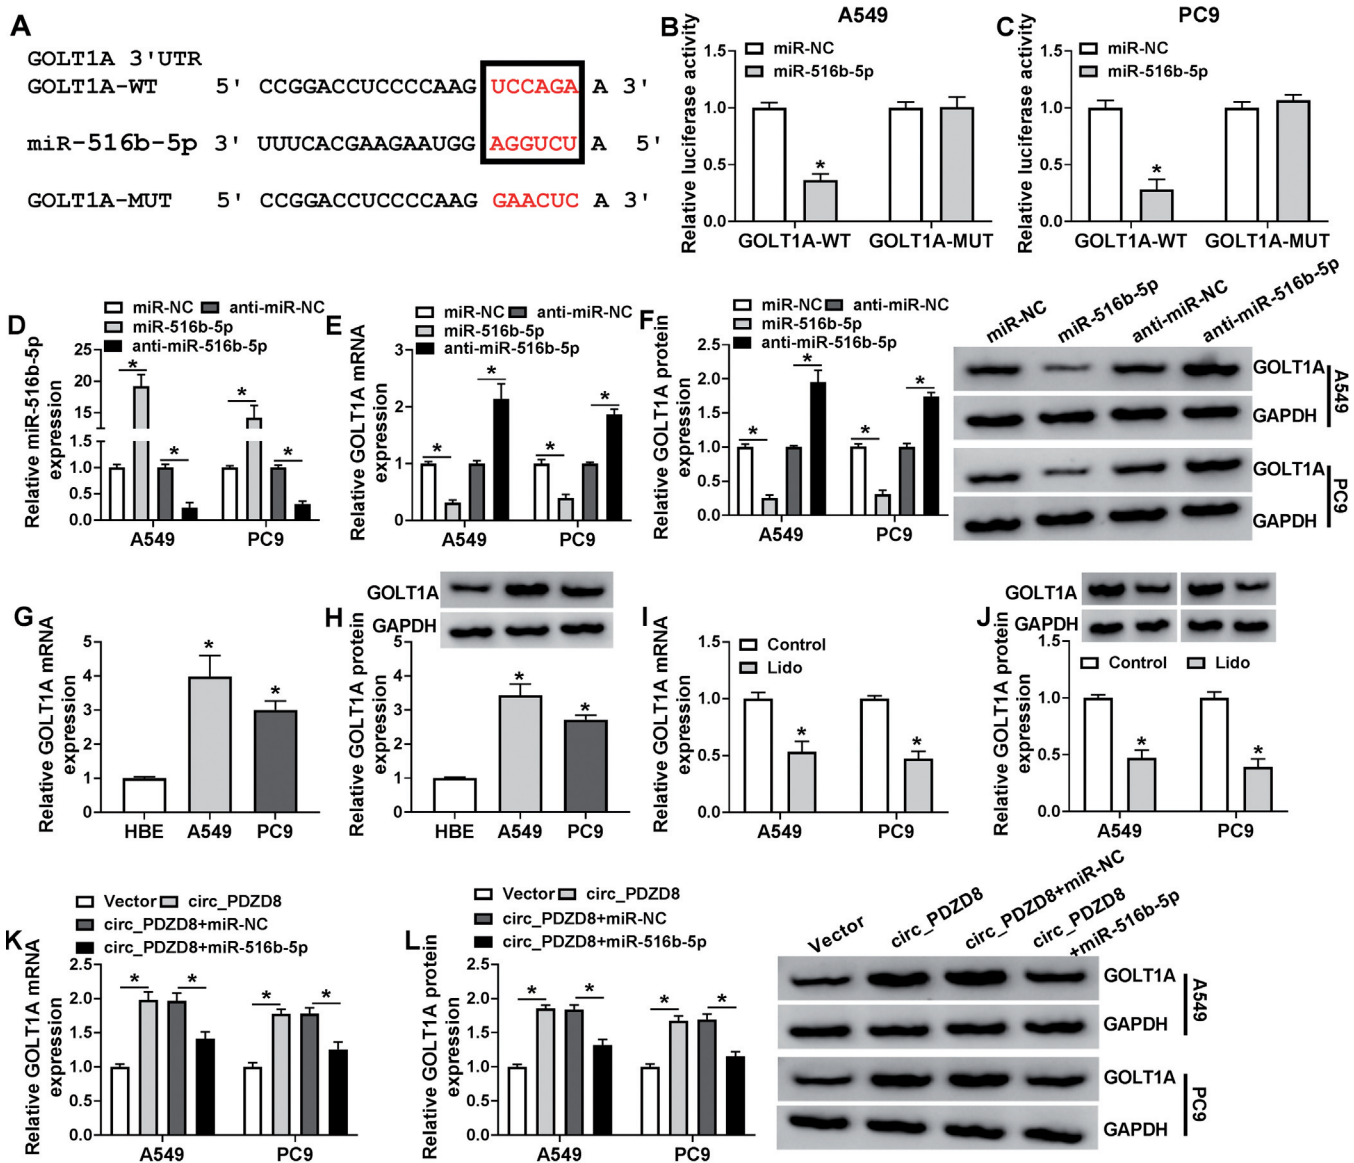 A
GOLT1A 3'UTR
GOLT1A-WT 5' CCGGACCUCCCCAAG UCCAGA A 3'
miR-516b-5p 3' UUUCACGAAGAAUGG AGGUCU A 5'
GOLT1A-MUT 5' CCGGACCUCCCCAAG GAACUC A 3'
B
A549
Relative luciferase activity
miR-NC
miR-516b-5p
1.5
1.0
0.5
0.0
* 
GOLT1A-WT GOLT1A-MUT
C
PC9
Relative luciferase activity
miR-NC
miR-516b-5p
1.5
1.0
0.5
0.0
*
GOLT1A-WT GOLT1A-MUT
D
miR-NC anti-miR-NC
miR-516b-5p
anti-miR-516b-5p
Relative miR-516b-5p
expression
25
20
15
10
1.5
1.0
0.5
0.0
* * * *
A549 PC9
E
miR-NC anti-miR-NC
miR-516b-5p
anti-miR-516b-5p
Relative GOLT1A mRNA
expression
3
2
1
0
* * * *
A549 PC9
F
miR-NC anti-miR-NC
miR-516b-5p
anti-miR-516b-5p
Relative GOLT1A protein
expression
2.5
2.0
1.5
1.0
0.5
0.0
* * * *
A549 PC9
miR-NC miR-516b-5p anti-miR-NC anti-miR-516b-5p
GOLT1A
GAPDH
A549
GOLT1A
GAPDH
PC9
G
Relative GOLT1A mRNA
expression
5
4
3
2
1
0
* *
HBE A549 PC9
H
GOLT1A
GAPDH
Relative GOLT1A protein
expression
5
4
3
2
1
0
* *
HBE A549 PC9
I
Relative GOLT1A mRNA
expression
Control
Lido
1.5
1.0
0.5
0.0
* *
A549 PC9
J
GOLT1A
GAPDH
Relative GOLT1A protein
expression
Control Lido
1.5
1.0
0.5
0.0
* *
A549 PC9
K
Vector circ_PDZD8
circ_PDZD8+miR-NC
circ_PDZD8+miR-516b-5p
Relative GOLT1A mRNA
expression
2.5
2.0
1.5
1.0
0.5
0.0
* * * *
A549 PC9
L
Vector circ_PDZD8
circ_PDZD8+miR-NC
circ_PDZD8+miR-516b-5p
Relative GOLT1A protein
expression
2.5
2.0
1.5
1.0
0.5
0.0
* * * *
A549 PC9
Vector circ_PDZD8 circ_PDZD8+miR-NC circ_PDZD8
+miR-516b-5p
GOLT1A
GAPDH
A549
GOLT1A
GAPDH
PC9